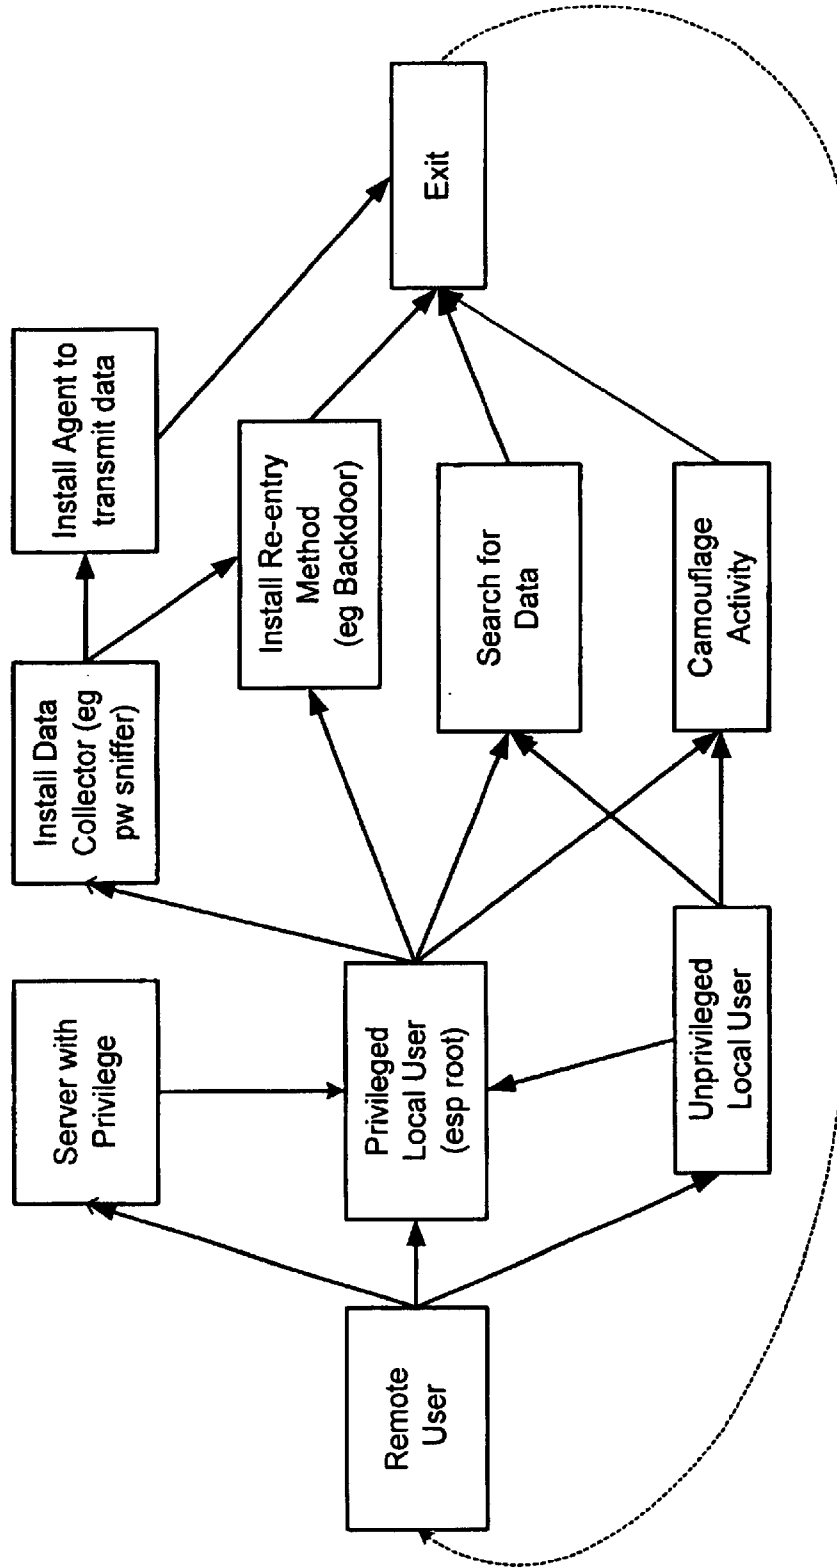 Remote
User
Server with
Privilege
Privileged
Local User
(esp root)
Unprivileged
Local User
Install Data
Collector (eg
pw sniffer)
Install Agent to
transmit data
Install Re-entry
Method
(eg Backdoor)
Search for
Data
Camouflage
Activity
Exit